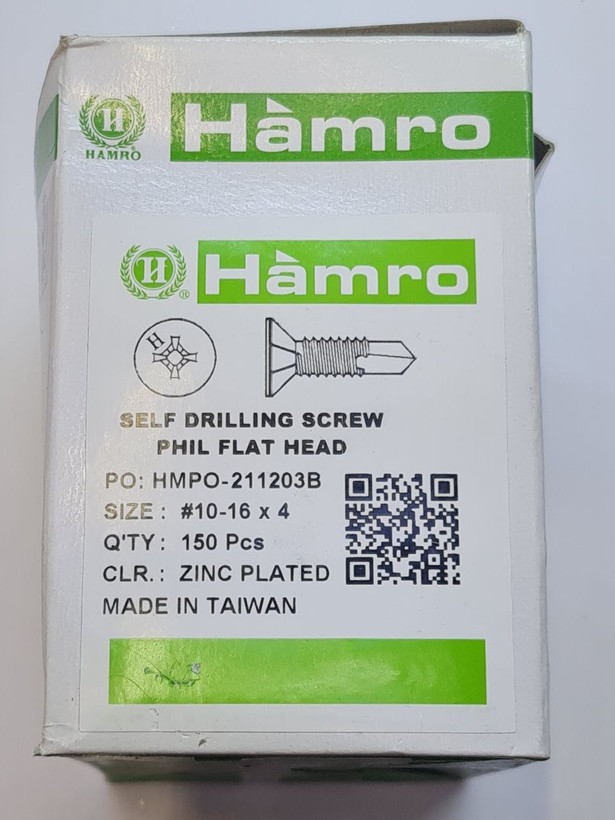 H
HAMRO
Hàmro
H
®
Hàmro
H
SELF DRILLING SCREW
PHIL FLAT HEAD
PO: HMPO-211203B
SIZE : #10-16 x 4
Q'TY : 150 Pcs
CLR. : ZINC PLATED
MADE IN TAIWAN